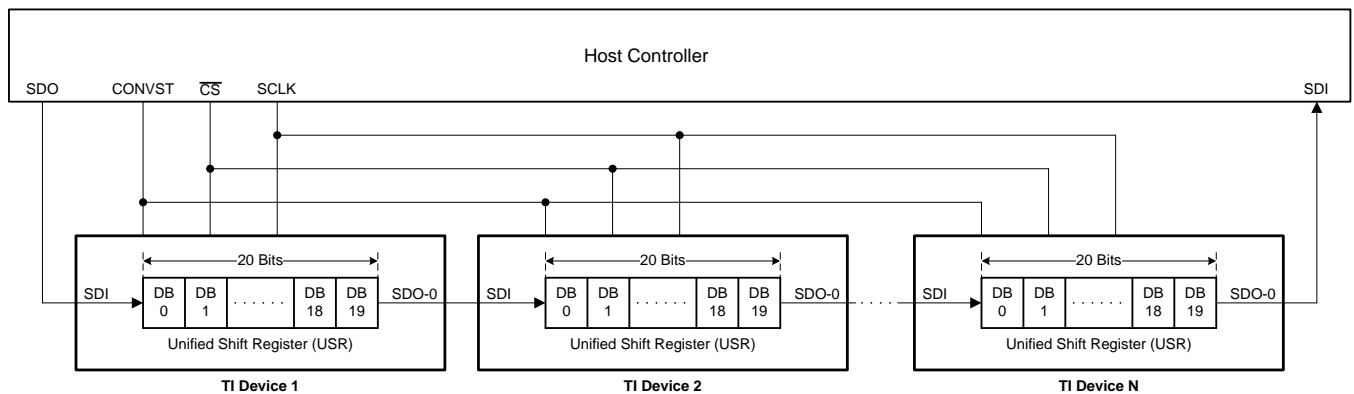 Host Controller
SDO CONVST CS SCLK SDI
20 Bits 20 Bits 20 Bits
SDI DB 0 DB 1 . . . . . . DB 18 DB 19 SDO-0 SDI DB 0 DB 1 . . . . . . DB 18 DB 19 SDO-0 . . . . . SDI DB 0 DB 1 . . . . . . DB 18 DB 19 SDO-0
Unified Shift Register (USR) Unified Shift Register (USR) Unified Shift Register (USR)
TI Device 1 TI Device 2 TI Device N